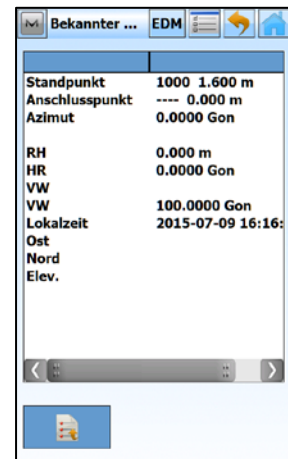 Bekannter ... EDM
Standpunkt 1000 1.600 m
Anschlusspunkt ---- 0.000 m
Azimut 0.0000 Gon
RH 0.000 m
HR 0.0000 Gon
VW
VW 100.0000 Gon
Lokalzeit 2015-07-09 16:16:
Ost
Nord
Elev.